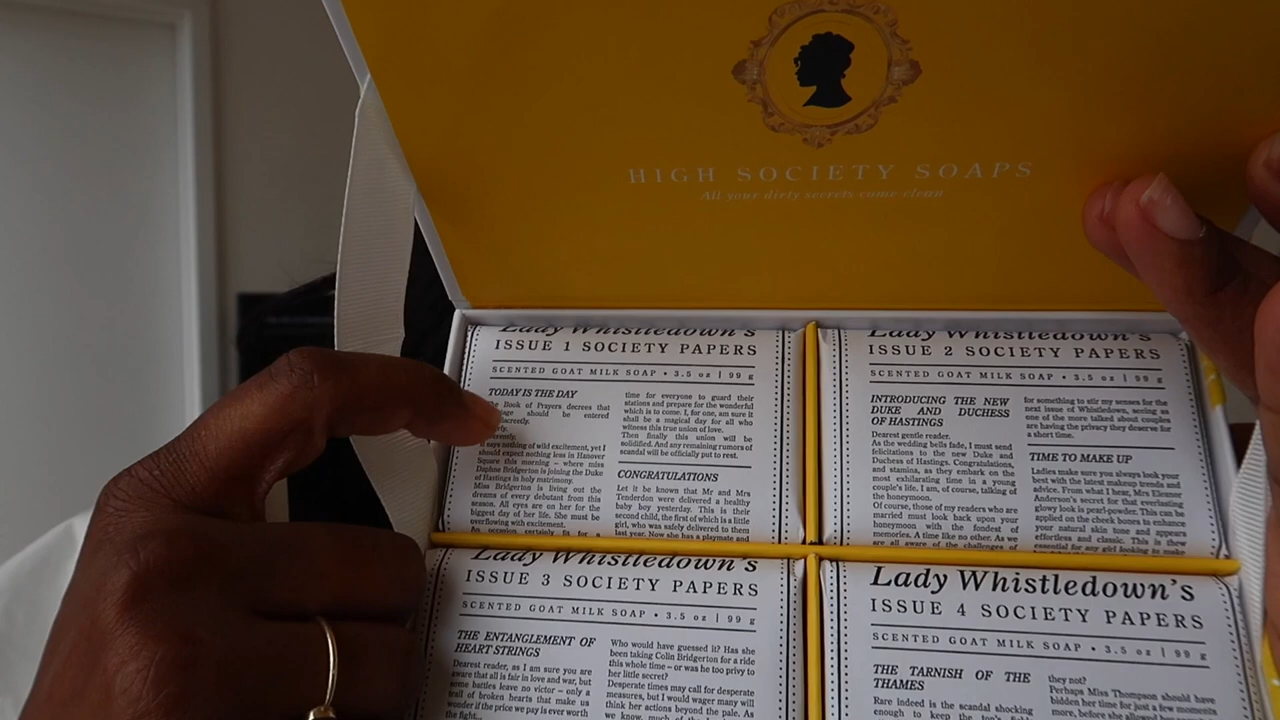 HIGH SOCIETY SOAPS
All your dirty secrets come clean
Lady Whistledown's
ISSUE 1 SOCIETY PAPERS
SCENTED GOAT MILK SOAP • 3.5 oz | 99 g
TODAY IS THE DAY
The Book of Prayers decrees that
should be entered
says nothing of wild excitement, yet I
should expect nothing less in Hanover
Square this morning – where miss
Daphne Bridgerton is joining the Duke
of Hastings in holy matrimony.
Miss Bridgerton is living out the
dreams of every debutant from this
season. All eyes are on her for the
biggest day of her life. She must be
overflowing with excitement.
An occasion certainly fit for a
time for everyone to guard their
stations and prepare for the wonderful
which is to come. I, for one, am sure it
shall be a magical day for all who
witness this true union of love.
Then finally this union will be
solidified. And any remaining rumors of
scandal will be officially put to rest.
CONGRATULATIONS
Let it be known that Mr and Mrs
Tenderdon were delivered a healthy
baby boy yesterday. This is their
second child, the first of which is a little
girl, who was safely delivered to them
last year. Now she has a playmate and
Lady Whistledown's
ISSUE 2 SOCIETY PAPERS
SCENTED GOAT MILK SOAP • 3.5 oz | 99 g
INTRODUCING THE NEW
DUKE AND DUCHESS
OF HASTINGS
Dearest gentle reader.
As the wedding bells fade, I must send
felicitations to the new Duke and
Duchess of Hastings. Congratulations,
and stamina, as they embark on the
most exhilarating time in a young
couple's life. I am, of course, talking of
the honeymoon.
Of course, those of my readers who are
married must look back upon your
honeymoon with the fondest of
memories. A time like no other. As we
are all aware of the challenges of
for something to stir my senses for the
next issue of Whistledown, seeing as
one of the more talked about couples
are having the privacy they deserve for
a short time.
TIME TO MAKE UP
Ladies make sure you always look your
best with the latest makeup trends and
advice. From what I hear, Mrs Eleanor
Anderson's secret for that everlasting
glowy look is pearl-powder. This can be
applied on the cheek bones to enhance
your natural skin tone and appears
effortless and classic. This is thew
essential for any girl looking to make
Lady Whistledown's
ISSUE 3 SOCIETY PAPERS
SCENTED GOAT MILK SOAP • 3.5 oz | 99 g
THE ENTANGLEMENT OF
HEART STRINGS
Dearest reader, as I am sure you are
aware that all is fair in love and war, but
some battles leave no victor – only a
trail of broken hearts that make us
wonder if the price we pay is ever worth
the fight...
Who would have guessed it? Has she
been taking Colin Bridgerton for a ride
this whole time – or was he too privy to
her little secret?
Desperate times may call for desperate
measures, but I would wager many will
think her actions beyond the pale. As
we know, much of the
Lady Whistledown's
ISSUE 4 SOCIETY PAPERS
SCENTED GOAT MILK SOAP • 3.5 oz | 99 g
THE TARNISH OF THE
THAMES
Rare indeed is the scandal shocking
enough to keep the ton's
they not?
Perhaps Miss Thompson should have
bidden her time for just a few moments
more, before she